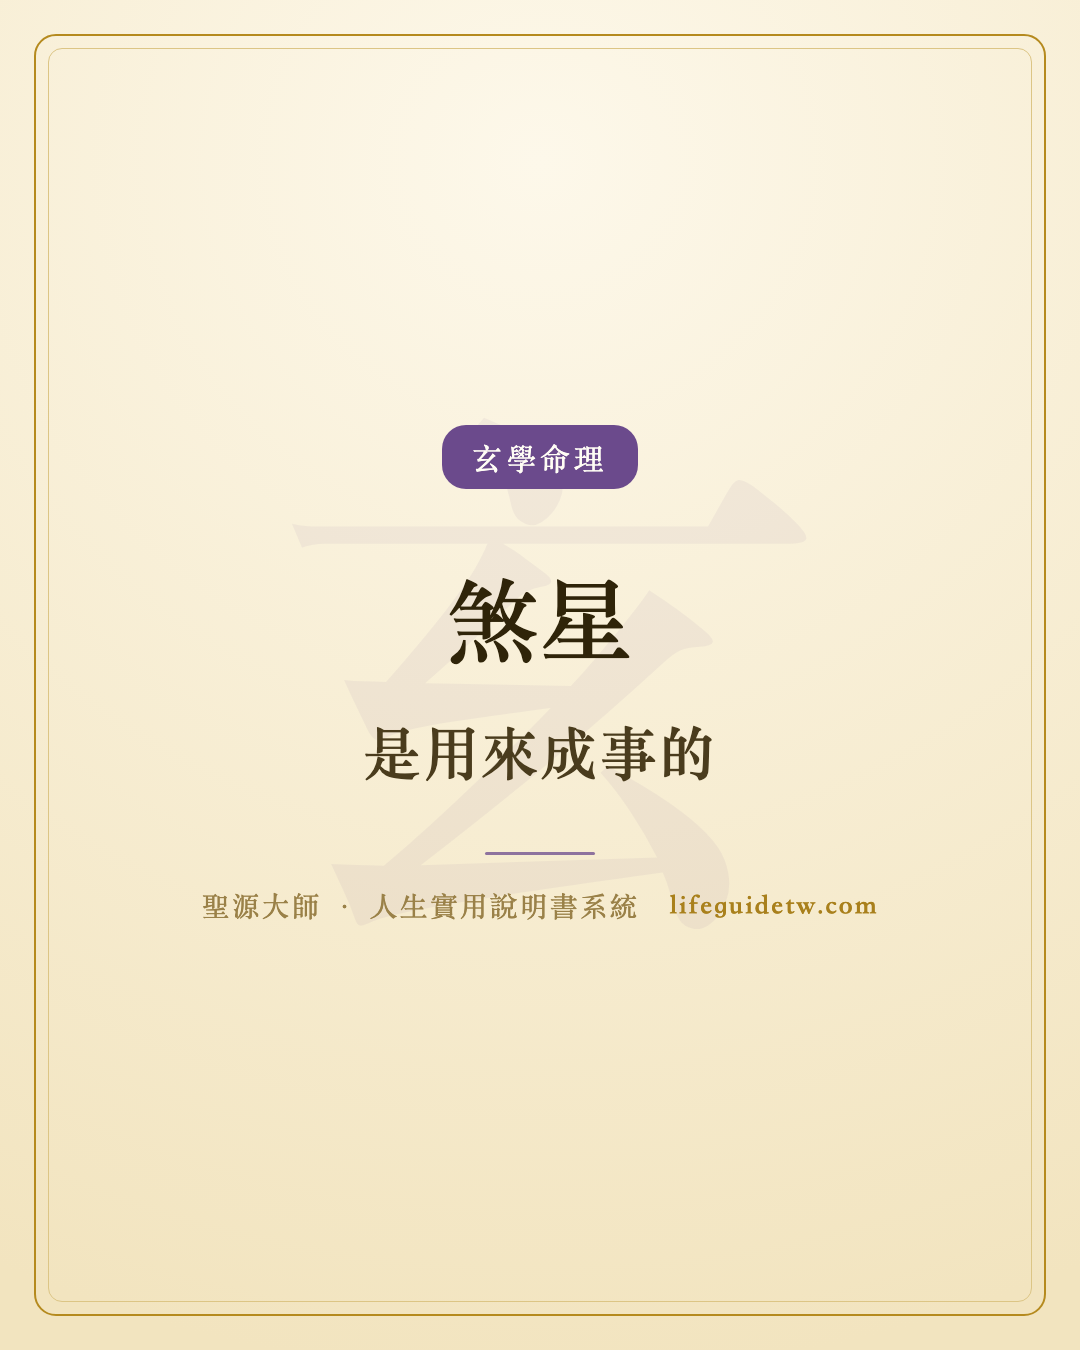 玄學命理
煞星
是用來成事的
聖源大師 · 人生實用說明書系統 lifeguidetw.com
玄